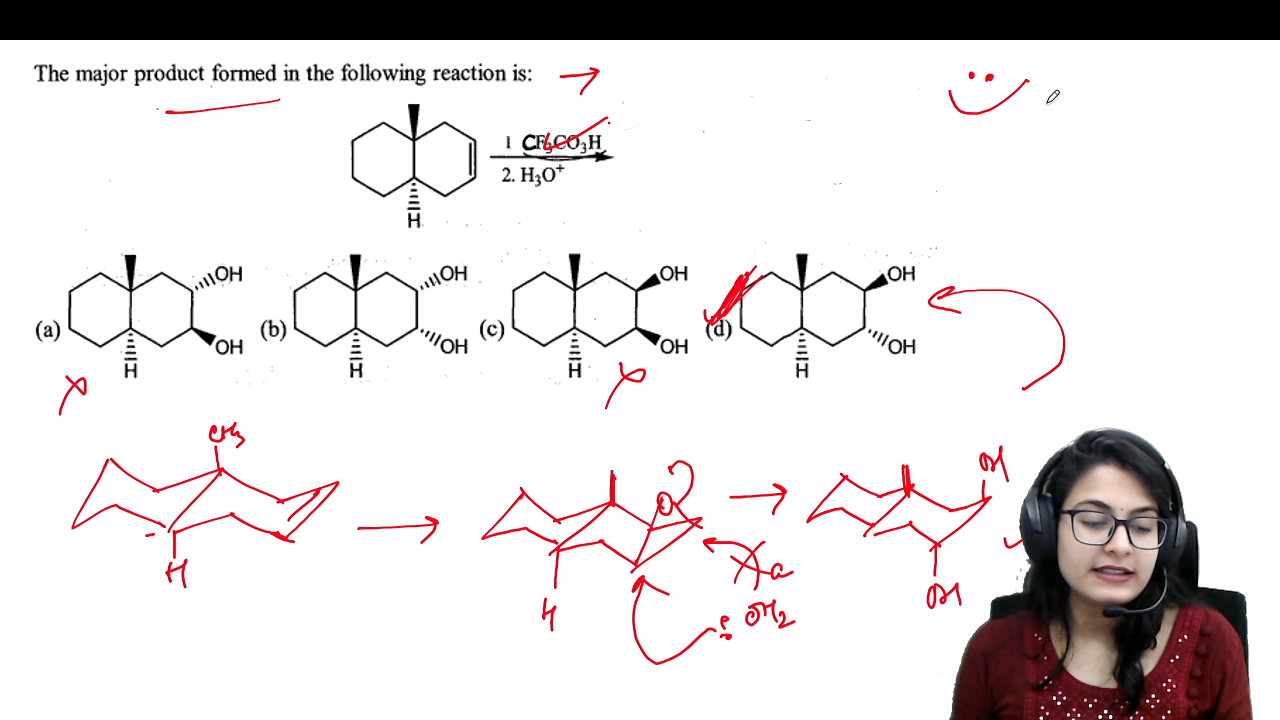 The major product formed in the following reaction is:
1 CF3CO3H
2. H3O+
H
OH
OH
OH
OH
(a)
(b)
(c)
(d)
OH
OH
OH
OH
H
H
H
H
CH3
O
OH
a
OH2
H
H
OH